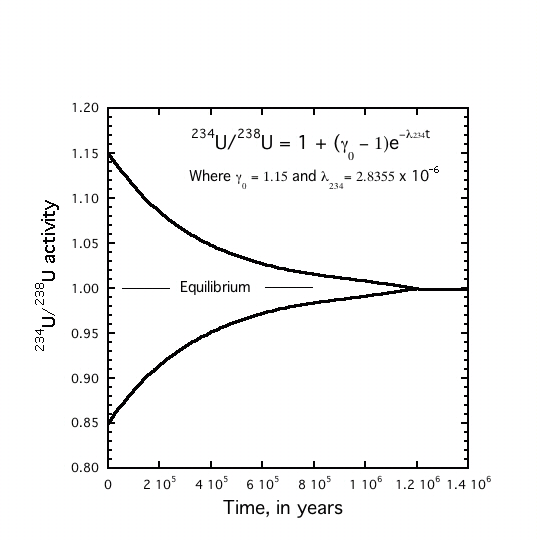 1.20
²³⁴U/²³⁸U = 1 + (γ₀ − 1)e^−λ₂₃₄t
1.15
Where γ₀ = 1.15 and λ₂₃₄ = 2.8355 x 10⁻⁶
1.10
1.05
1.00
Equilibrium
0.95
0.90
0.85
0.80
²³⁴U/²³⁸U activity
0 2 10⁵ 4 10⁵ 6 10⁵ 8 10⁵ 1 10⁶ 1.2 10⁶ 1.4 10⁶
Time, in years